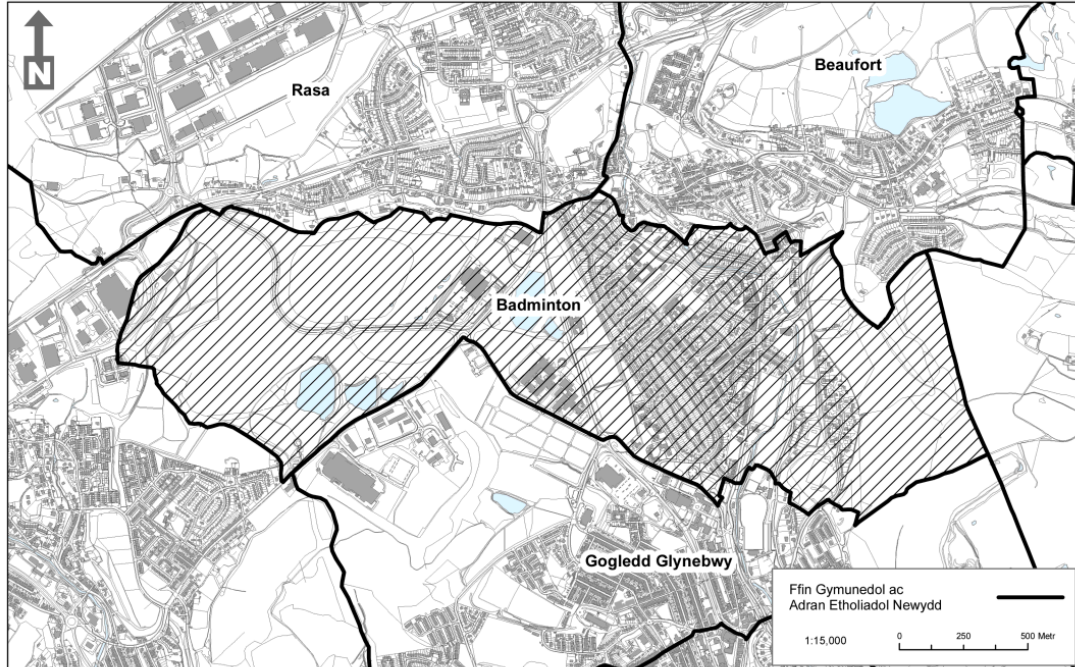 N
Rasa
Beaufort
Badminton
Gogledd Glynebwy
Ffin Gymunedol ac
Adran Etholiadol Newydd
1:15,000
0 250 500 Metr